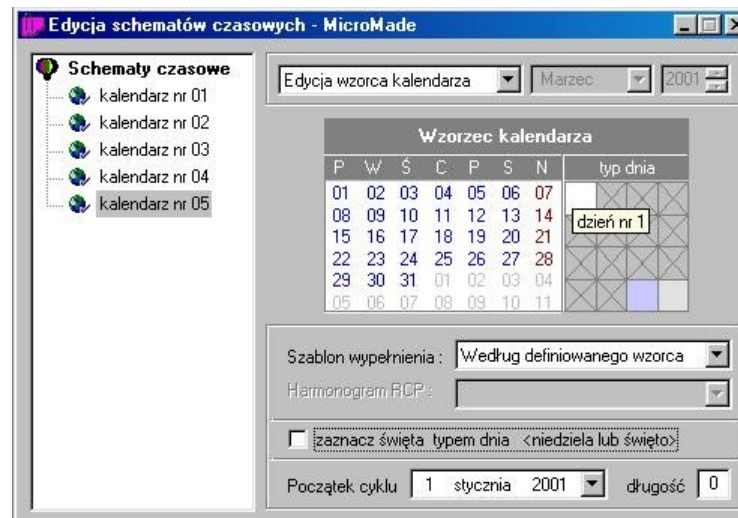 Edycja schematów czasowych - MicroMade
Schematy czasowe
kalendarz nr 01
kalendarz nr 02
kalendarz nr 03
kalendarz nr 04
kalendarz nr 05
Edycja wzorca kalendarza Marzec 2001
Wzorzec kalendarza
P W Ś C P S N typ dnia
01 02 03 04 05 06 07
08 09 10 11 12 13 14 dzień nr 1
15 16 17 18 19 20 21
22 23 24 25 26 27 28
29 30 31 01 02 03 04
05 06 07 08 09 10 11
Szablon wypełnienia : Według definiowanego wzorca
Harmonogram RCP :
zaznacz święta typem dnia <niedziela lub święto>
Początek cyklu 1 stycznia 2001 długość 0